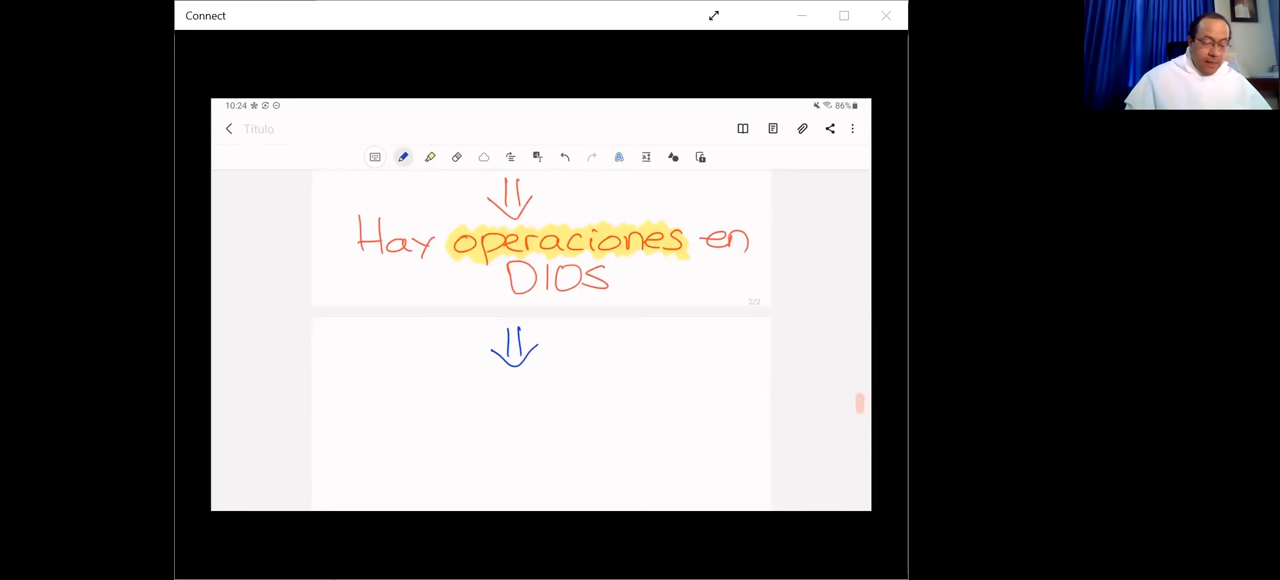 Connect
10:24
86%
Título
Hay operaciones en
DIOS
2/2